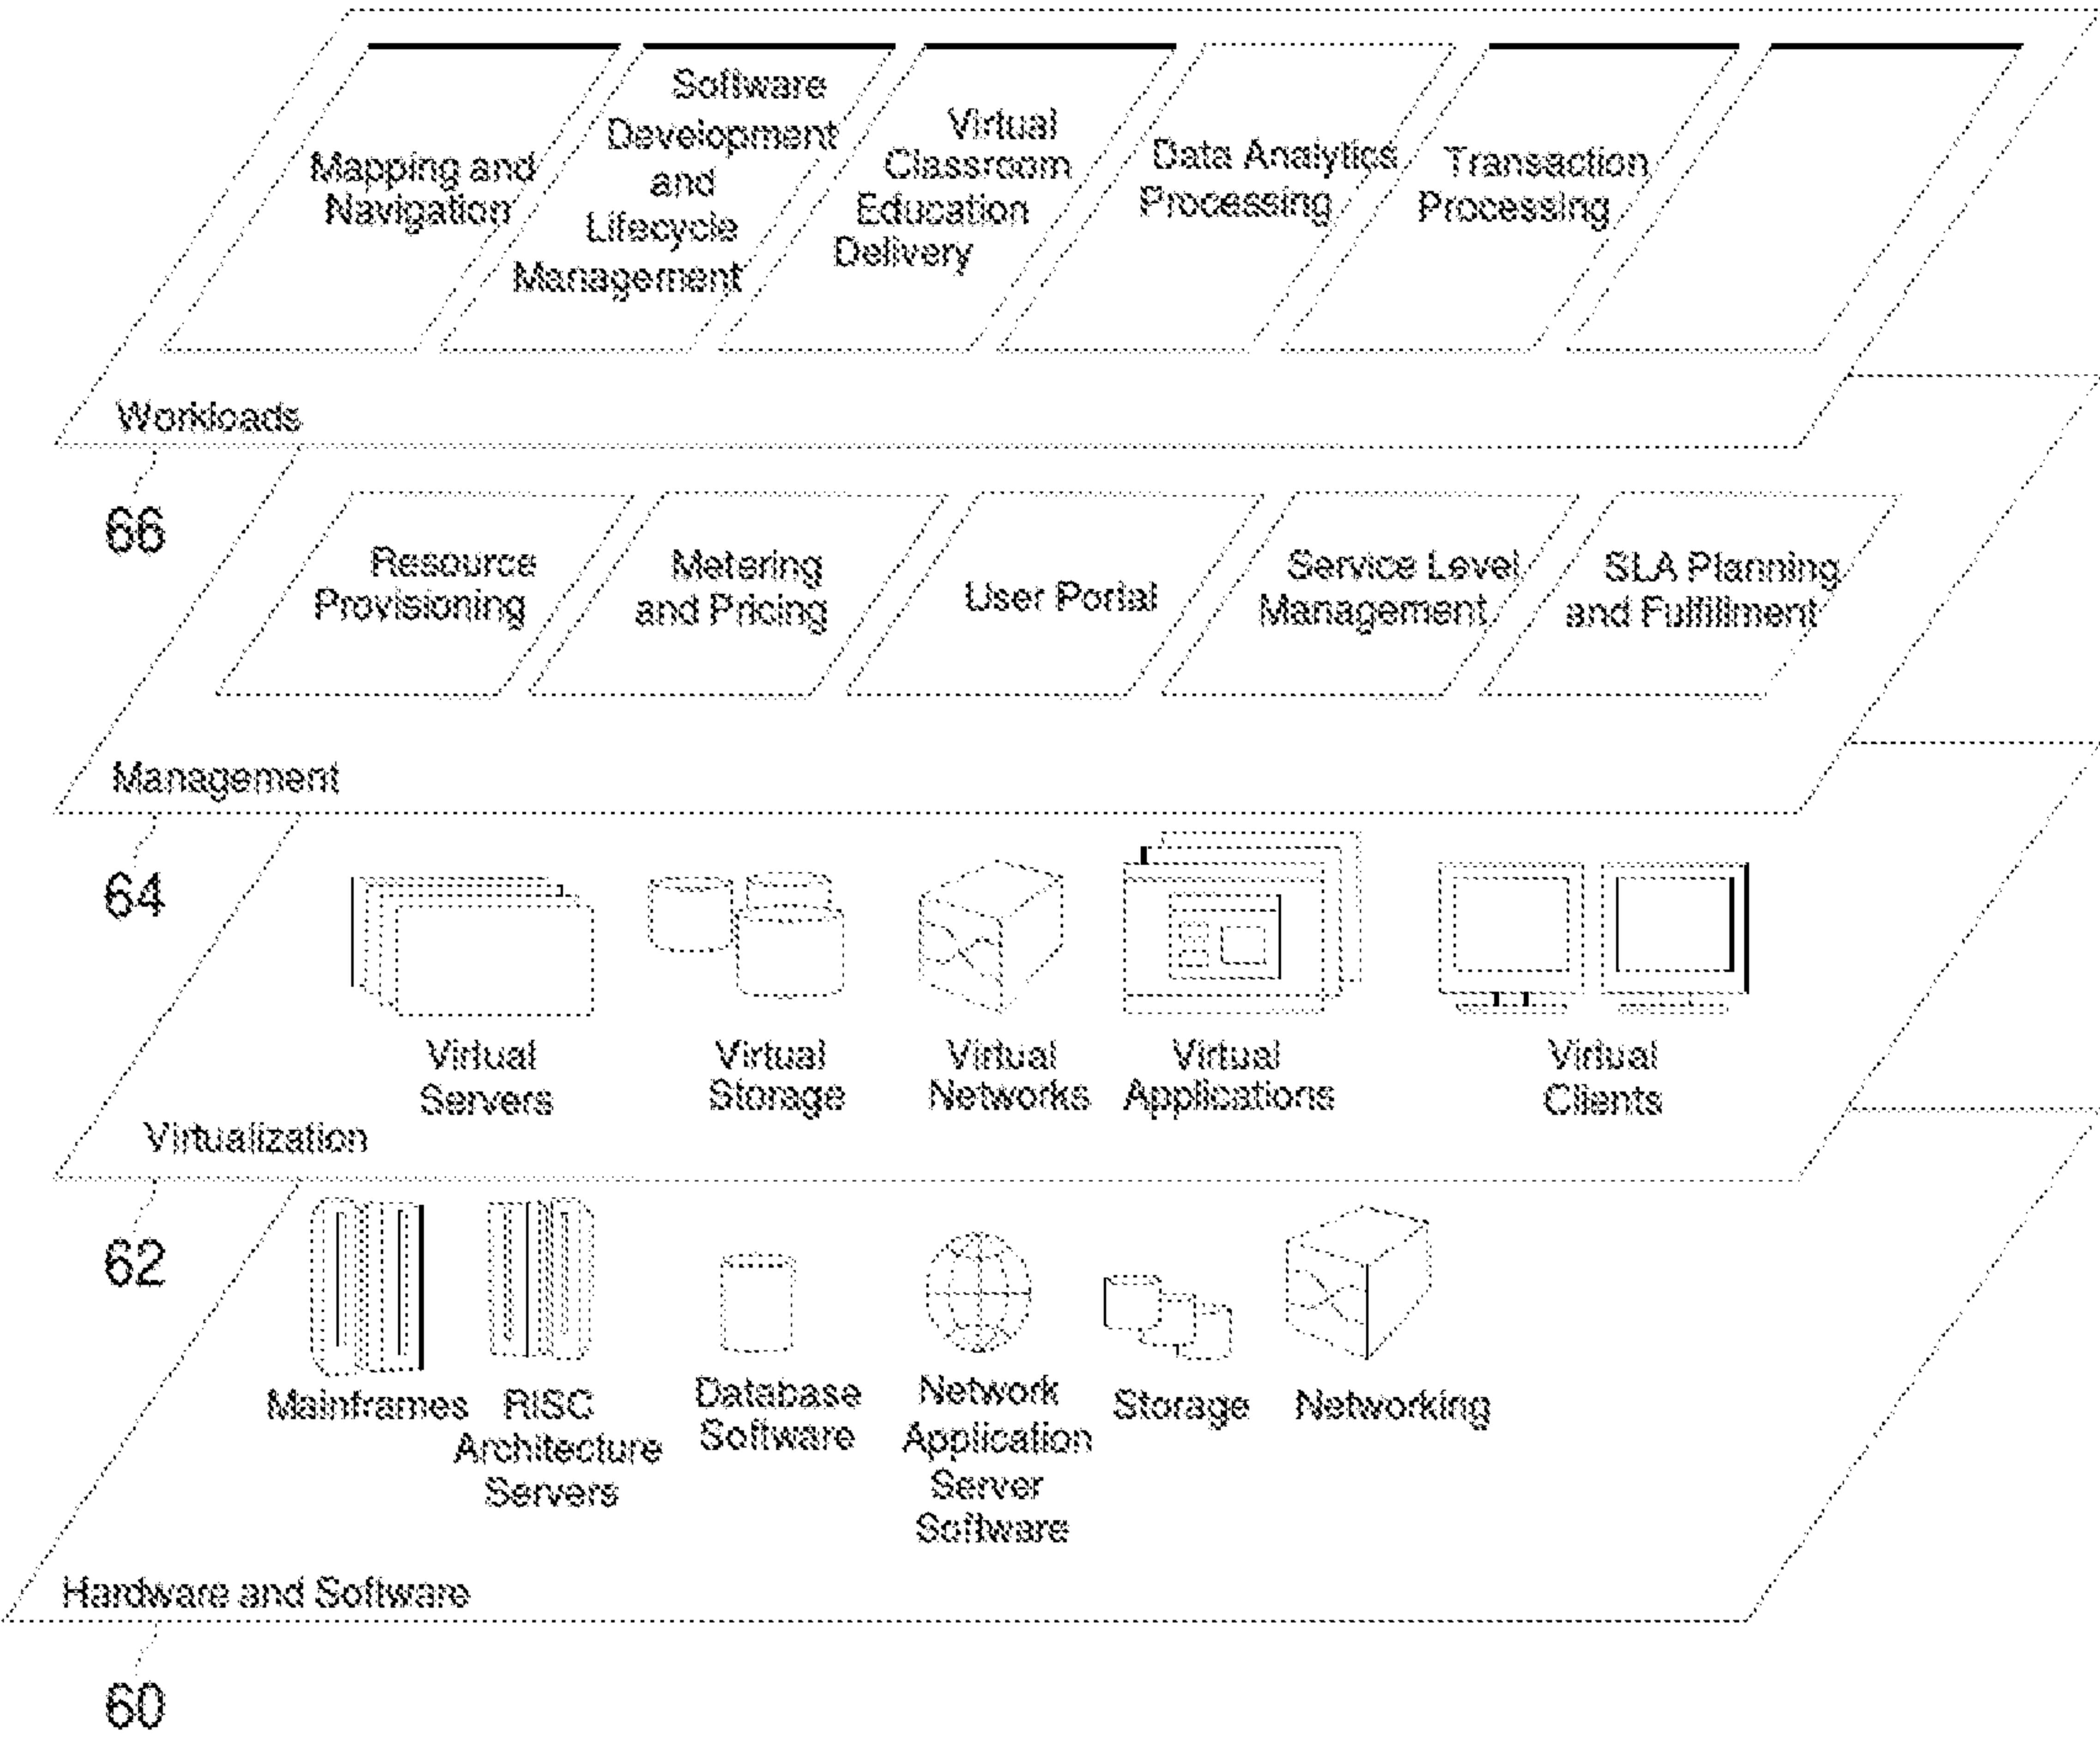 Mapping and
Navigation
Software
Development
and
Lifecycle
Management
Virtual
Classroom
Education
Delivery
Data Analytics
Processing
Transaction
Processing
Workloads
66
Resource
Provisioning
Metering
and Pricing
User Portal
Service Level
Management
SLA Planning
and Fulfillment
Management
64
Virtual
Servers
Virtual
Storage
Virtual
Networks
Virtual
Applications
Virtual
Clients
Virtualization
62
Mainframes
RISC
Architecture
Servers
Database
Software
Network
Application
Server
Software
Storage
Networking
Hardware and Software
60